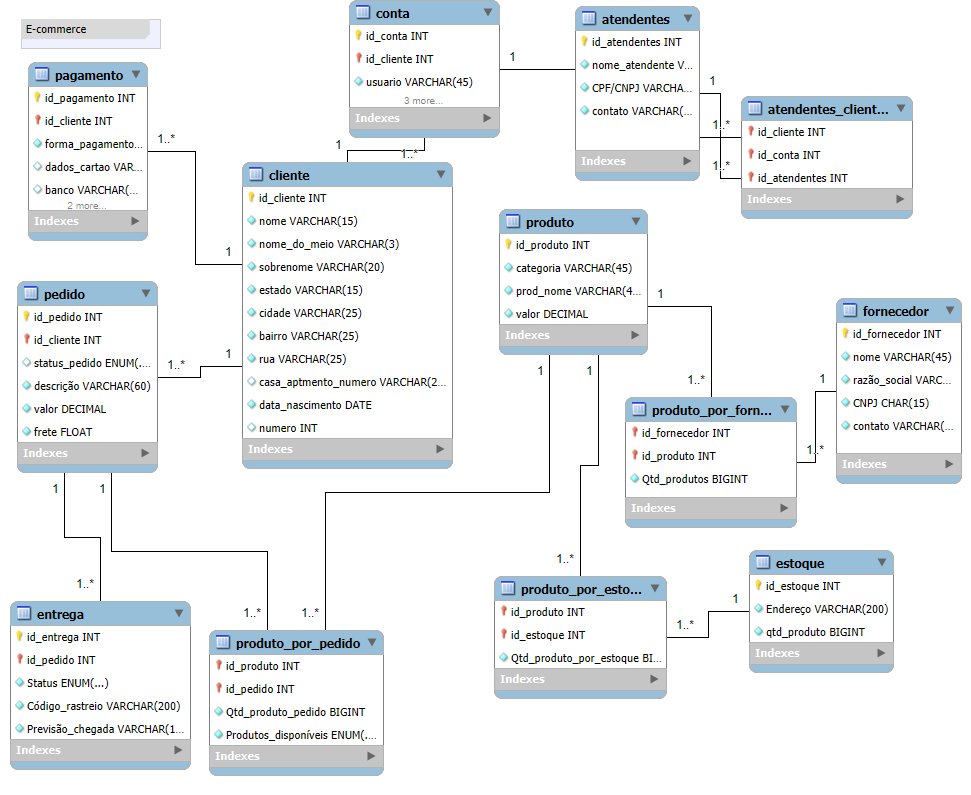 E-commerce
conta
id_conta INT
id_cliente INT
usuario VARCHAR(45)
3 more...
Indexes
atendentes
id_atendentes INT
nome_atendente V...
CPF/CNPJ VARCHA...
contato VARCHAR(...
Indexes
atendentes_client...
id_cliente INT
id_conta INT
id_atendentes INT
Indexes
pagamento
id_pagamento INT
id_cliente INT
forma_pagamento...
dados_cartao VAR...
banco VARCHAR(...
2 more...
Indexes
cliente
id_cliente INT
nome VARCHAR(15)
nome_do_meio VARCHAR(3)
sobrenome VARCHAR(20)
estado VARCHAR(15)
cidade VARCHAR(25)
bairro VARCHAR(25)
rua VARCHAR(25)
casa_aptmento_numero VARCHAR(2...
data_nascimento DATE
numero INT
Indexes
produto
id_produto INT
categoria VARCHAR(45)
prod_nome VARCHAR(4...
valor DECIMAL
Indexes
pedido
id_pedido INT
id_cliente INT
status_pedido ENUM(...
descrição VARCHAR(60)
valor DECIMAL
frete FLOAT
Indexes
fornecedor
id_fornecedor INT
nome VARCHAR(45)
razão_social VARC...
CNPJ CHAR(15)
contato VARCHAR(...
Indexes
produto_por_forn...
id_fornecedor INT
id_produto INT
Qtd_produtos BIGINT
Indexes
produto_por_esto...
id_produto INT
id_estoque INT
Qtd_produto_por_estoque BI...
Indexes
estoque
id_estoque INT
Endereço VARCHAR(200)
qtd_produto BIGINT
Indexes
entrega
id_entrega INT
id_pedido INT
Status ENUM(...)
Código_rastreio VARCHAR(200)
Previsão_chegada VARCHAR(1...
Indexes
produto_por_pedido
id_produto INT
id_pedido INT
Qtd_produto_pedido BIGINT
Produtos_disponíveis ENUM(...
Indexes
1
1
1..*
1..*
1
1..*
1..*
1
1..*
1
1
1..*
1
1..*
1
1
1
1
1..*
1..*
1..*
1..*
1..*
1